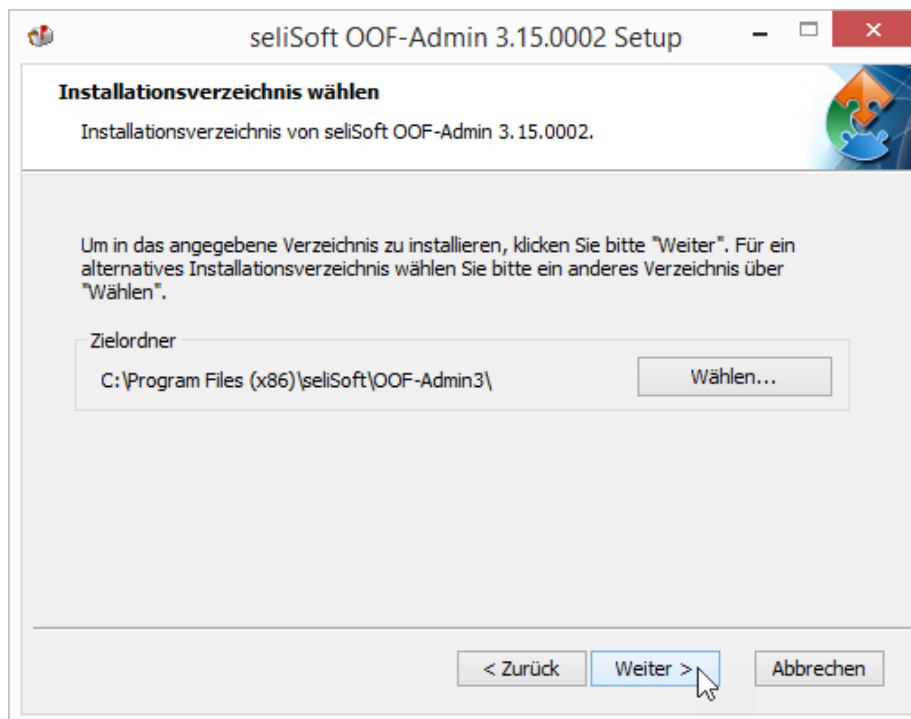 seliSoft OOF-Admin 3.15.0002 Setup
Installationsverzeichnis wählen
Installationsverzeichnis von seliSoft OOF-Admin 3.15.0002.
Um in das angegebene Verzeichnis zu installieren, klicken Sie bitte "Weiter". Für ein
alternatives Installationsverzeichnis wählen Sie bitte ein anderes Verzeichnis über
"Wählen".
Zielordner
C:\Program Files (x86)\seliSoft\OOF-Admin3\
Wählen...
< Zurück
Weiter >
Abbrechen